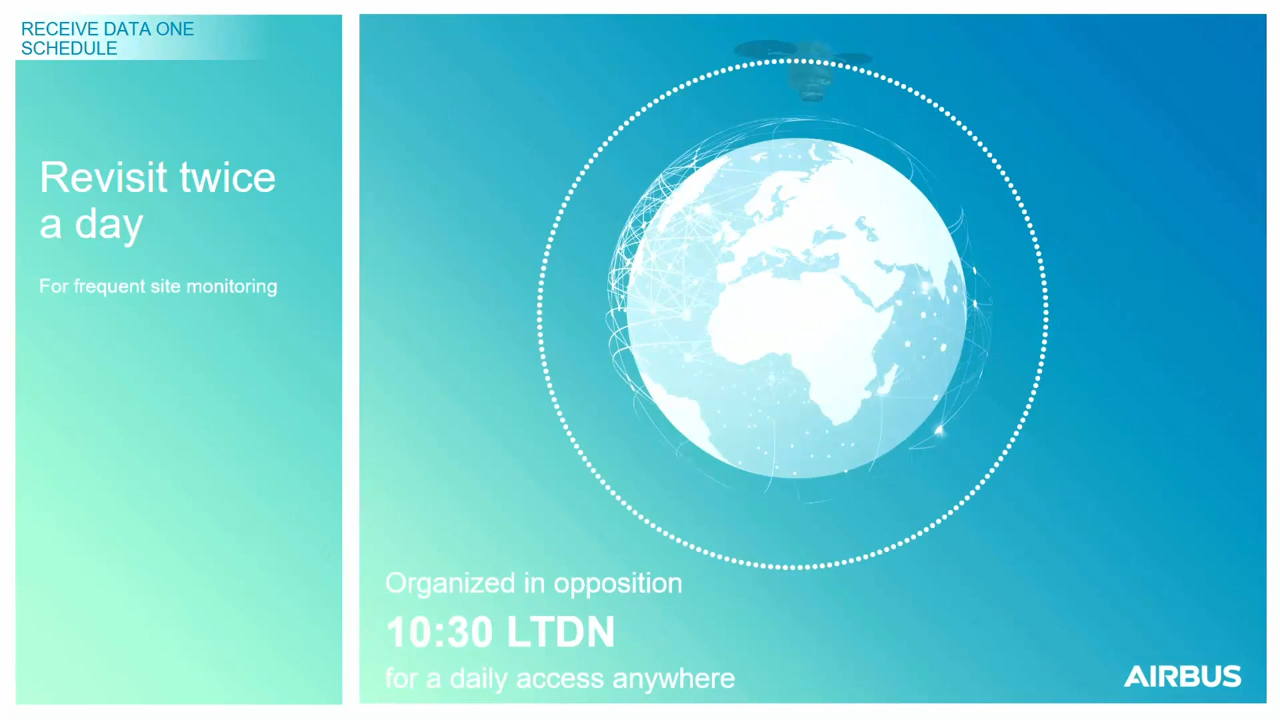 RECEIVE DATA ONE
SCHEDULE
Revisit twice
a day
For frequent site monitoring
Organized in opposition
10:30 LTDN
for a daily access anywhere
AIRBUS